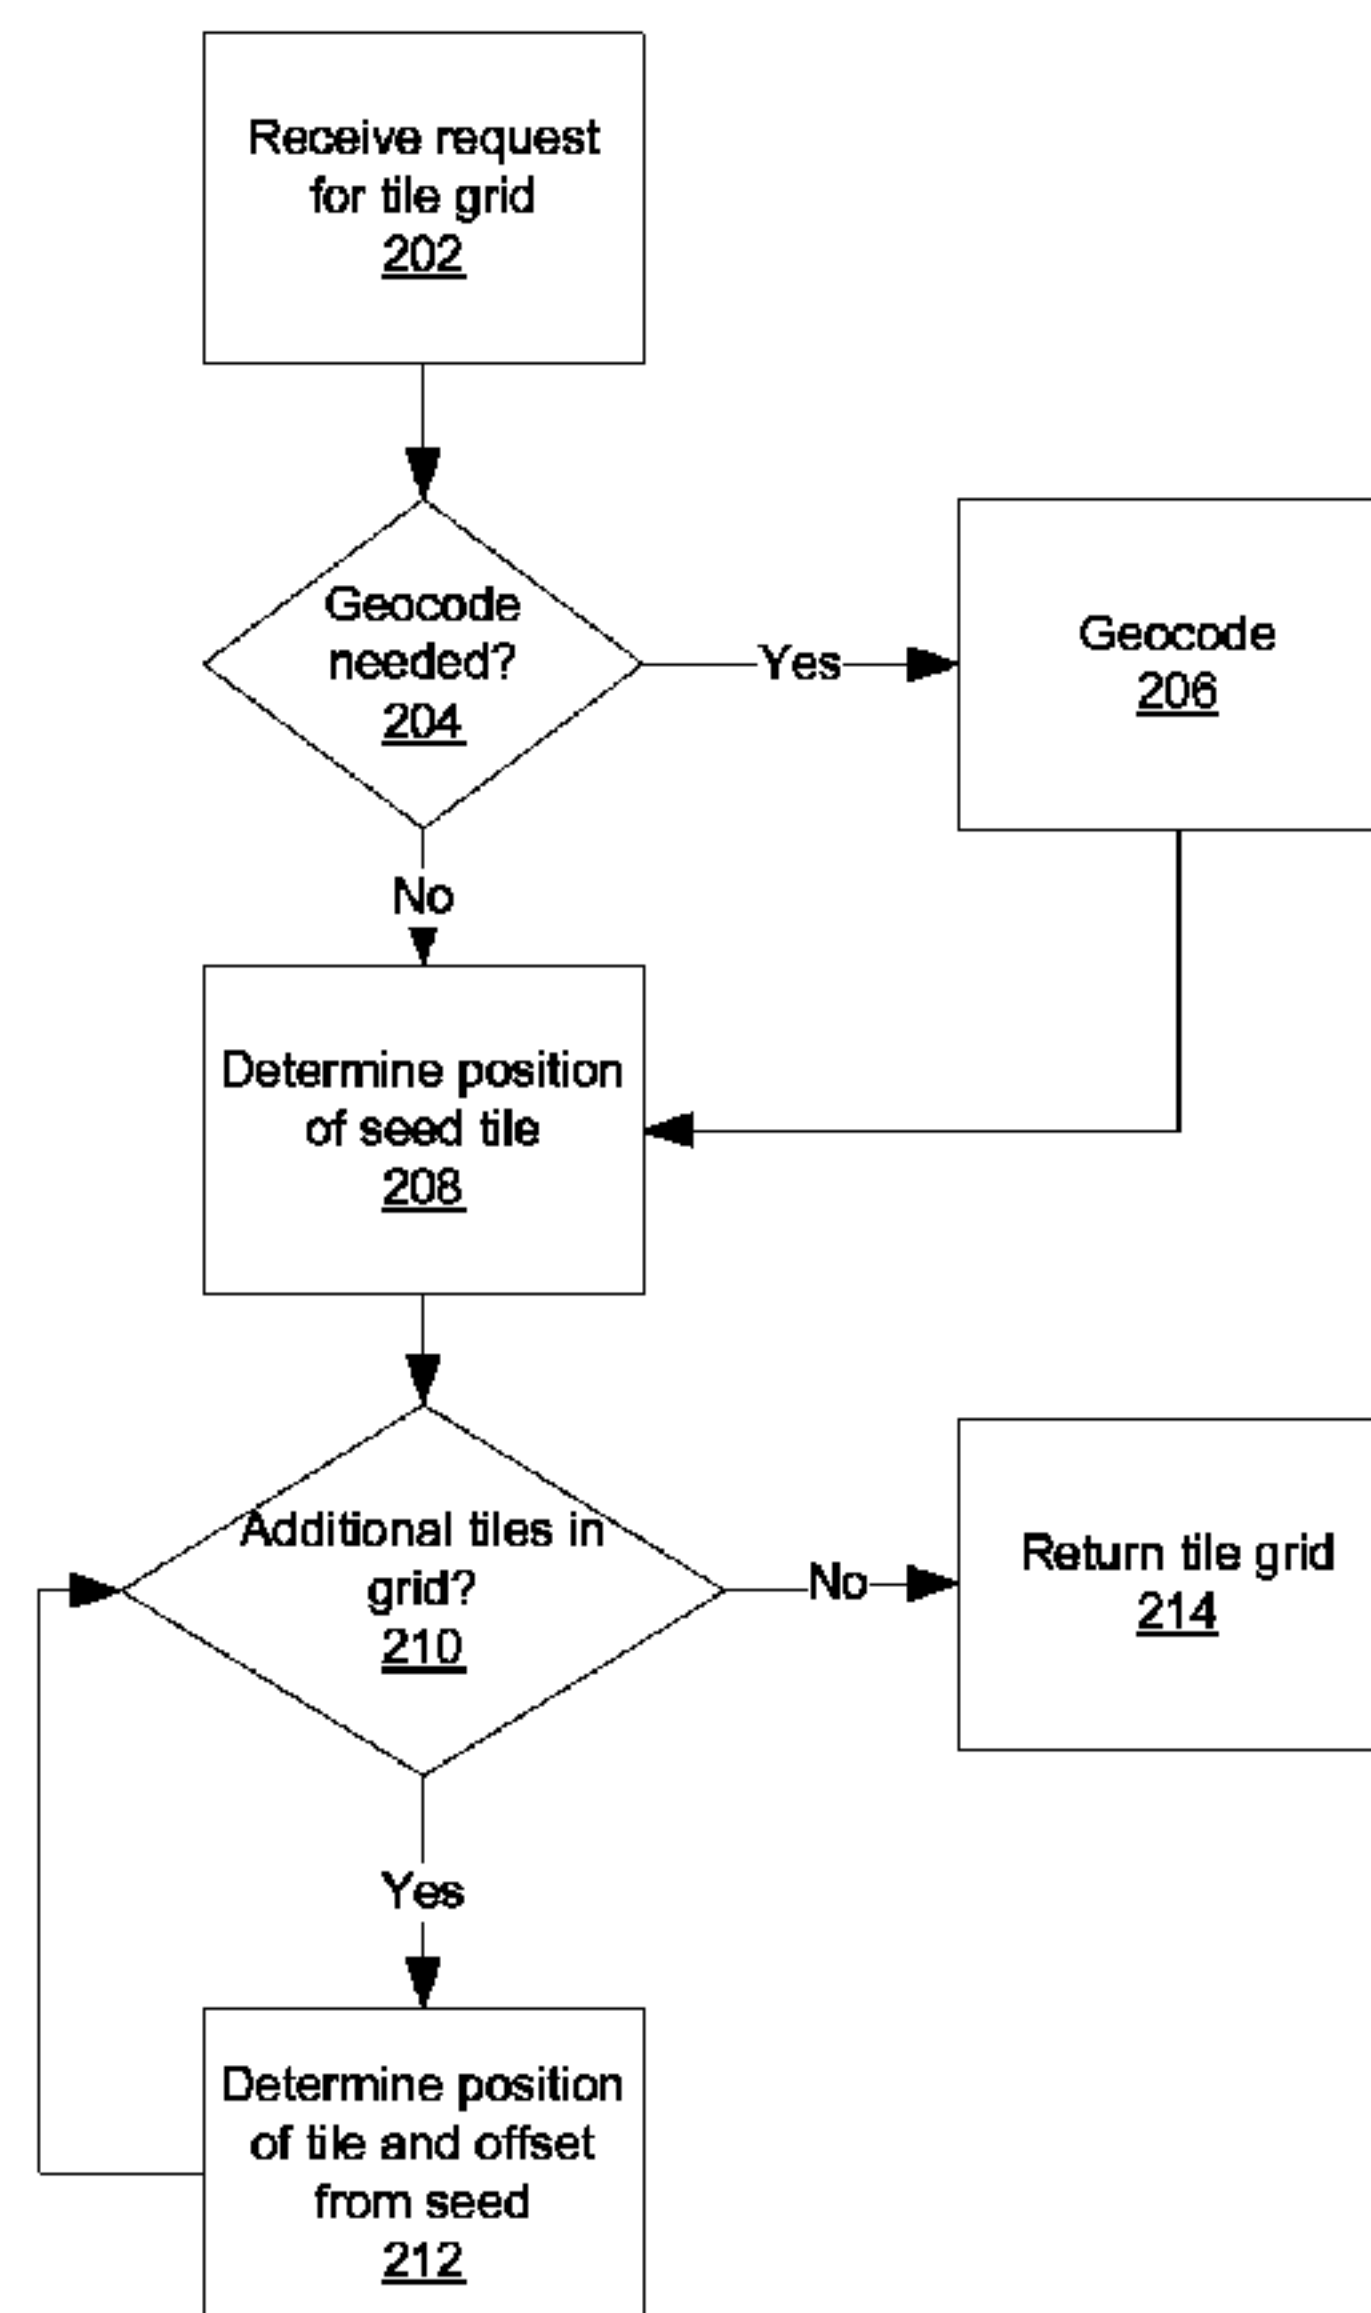 Receive request
for tile grid
202
Geocode
needed?
204
Yes
Geocode
206
No
Determine position
of seed tile
208
Additional tiles in
grid?
210
No
Return tile grid
214
Yes
Determine position
of tile and offset
from seed
212